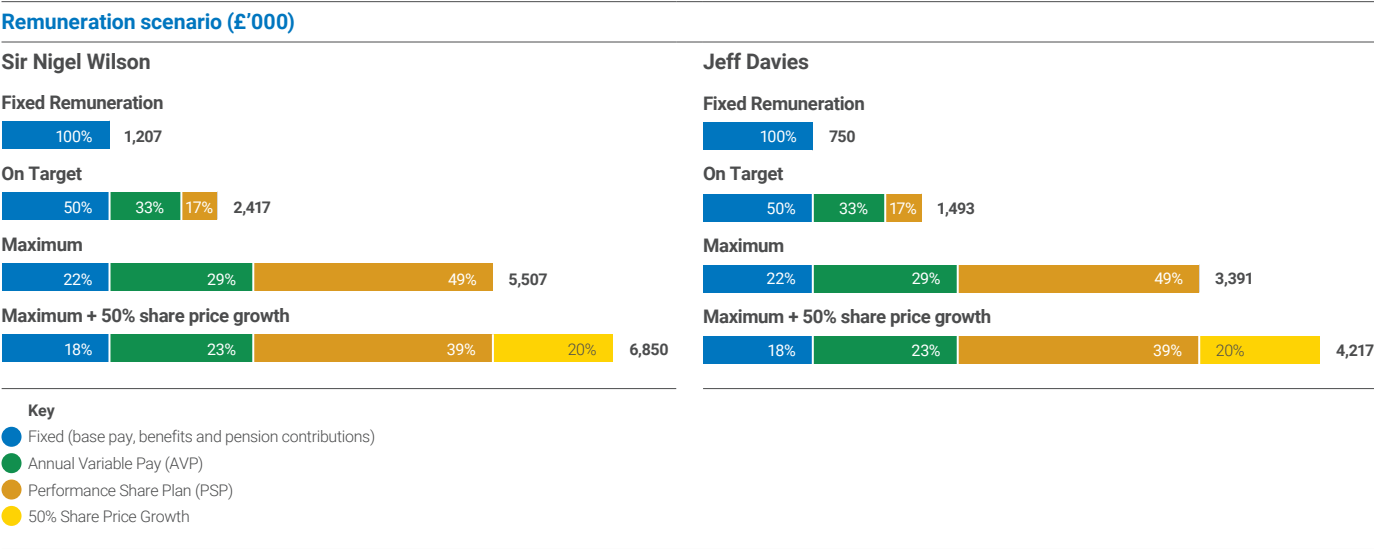 Remuneration scenario (£’000)
Sir Nigel Wilson
Fixed Remuneration
100% 1,207
On Target
50% 33% 17% 2,417
Maximum
22% 29% 49% 5,507
Maximum + 50% share price growth
18% 23% 39% 20% 6,850
Jeff Davies
Fixed Remuneration
100% 750
On Target
50% 33% 17% 1,493
Maximum
22% 29% 49% 3,391
Maximum + 50% share price growth
18% 23% 39% 20% 4,217
Key
Fixed (base pay, benefits and pension contributions)
Annual Variable Pay (AVP)
Performance Share Plan (PSP)
50% Share Price Growth